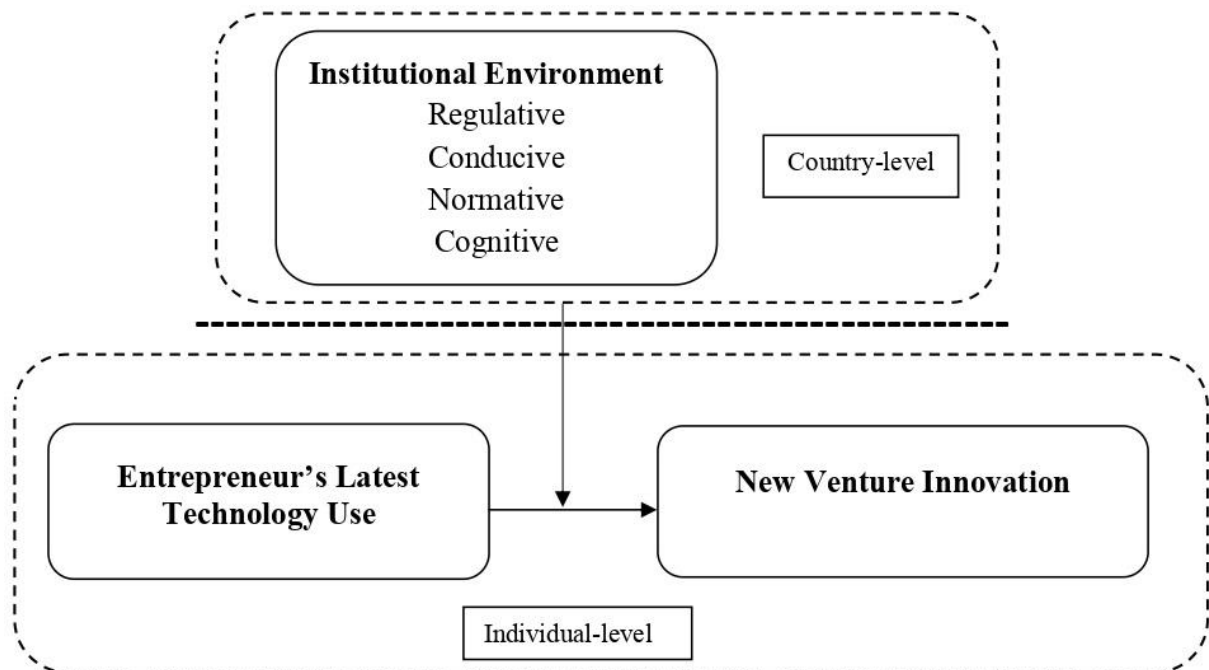 Institutional Environment
Regulative
Conducive
Normative
Cognitive
Country-level
Entrepreneur’s Latest
Technology Use
New Venture Innovation
Individual-level